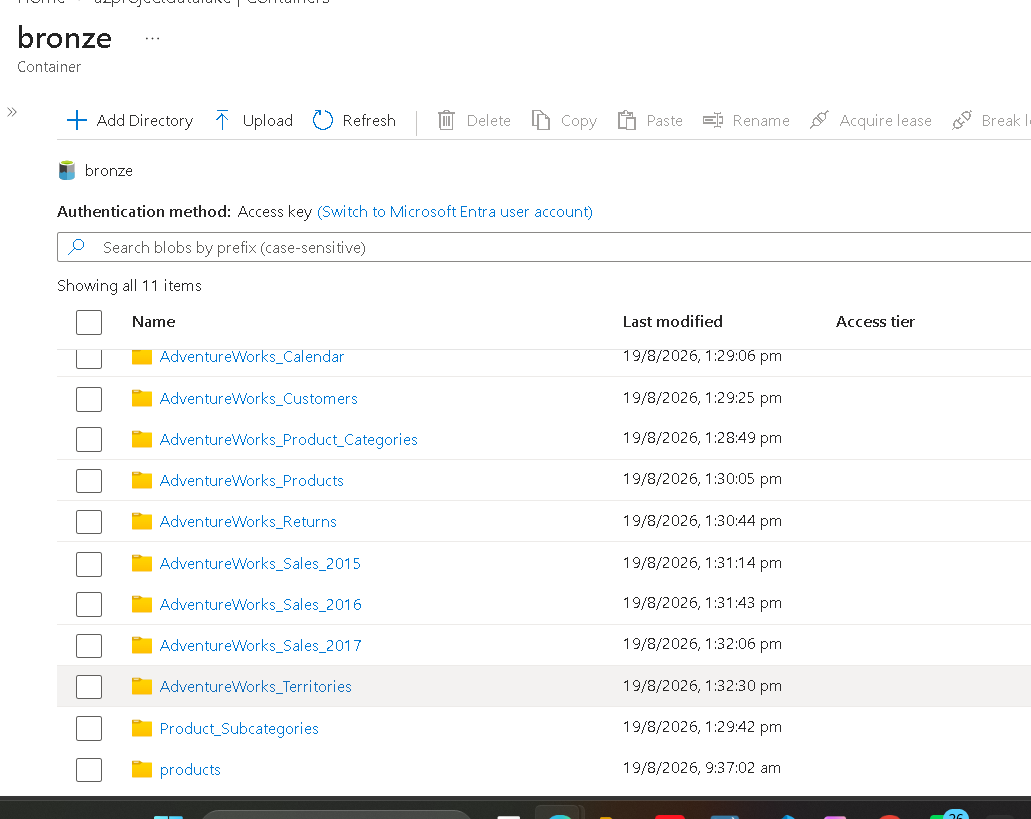 Home azprojectdatalake | Containers
bronze ...
Container
Add Directory Upload Refresh Delete Copy Paste Rename Acquire lease Break
bronze
Authentication method: Access key (Switch to Microsoft Entra user account)
Search blobs by prefix (case-sensitive)
Showing all 11 items
Name Last modified Access tier
AdventureWorks_Calendar 19/8/2026, 1:29:06 pm
AdventureWorks_Customers 19/8/2026, 1:29:25 pm
AdventureWorks_Product_Categories 19/8/2026, 1:28:49 pm
AdventureWorks_Products 19/8/2026, 1:30:05 pm
AdventureWorks_Returns 19/8/2026, 1:30:44 pm
AdventureWorks_Sales_2015 19/8/2026, 1:31:14 pm
AdventureWorks_Sales_2016 19/8/2026, 1:31:43 pm
AdventureWorks_Sales_2017 19/8/2026, 1:32:06 pm
AdventureWorks_Territories 19/8/2026, 1:32:30 pm
Product_Subcategories 19/8/2026, 1:29:42 pm
products 19/8/2026, 9:37:02 am
26